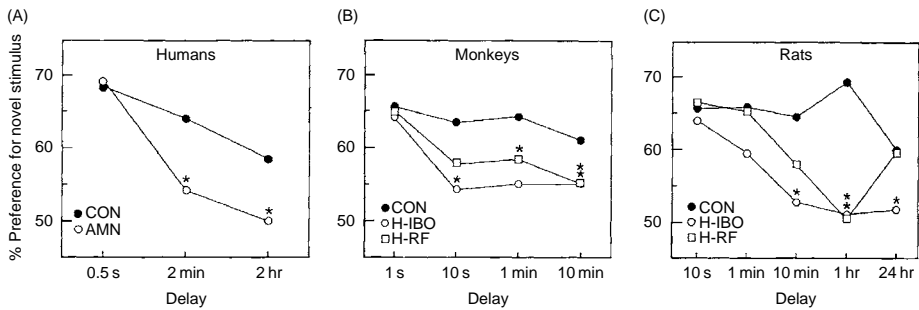 (A)
Humans
% Preference for novel stimulus
70
60
50
CON
AMN
0.5 s 2 min 2 hr
Delay
(B)
Monkeys
70
60
50
CON
H-IBO
H-RF
1 s 10 s 1 min 10 min
Delay
(C)
Rats
70
60
50
CON
H-IBO
H-RF
10 s 1 min 10 min 1 hr 24 hr
Delay